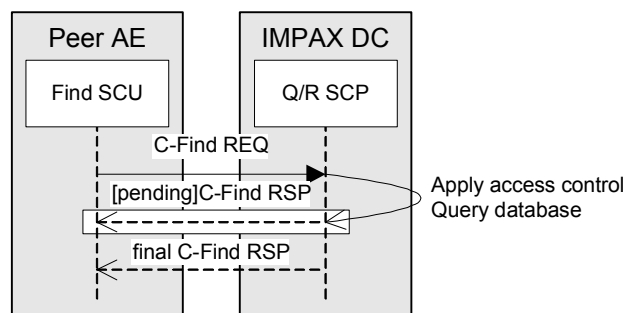 Peer AE
IMPAX DC
Find SCU
Q/R SCP
C-Find REQ
[pending]C-Find RSP
Apply access control
Query database
final C-Find RSP